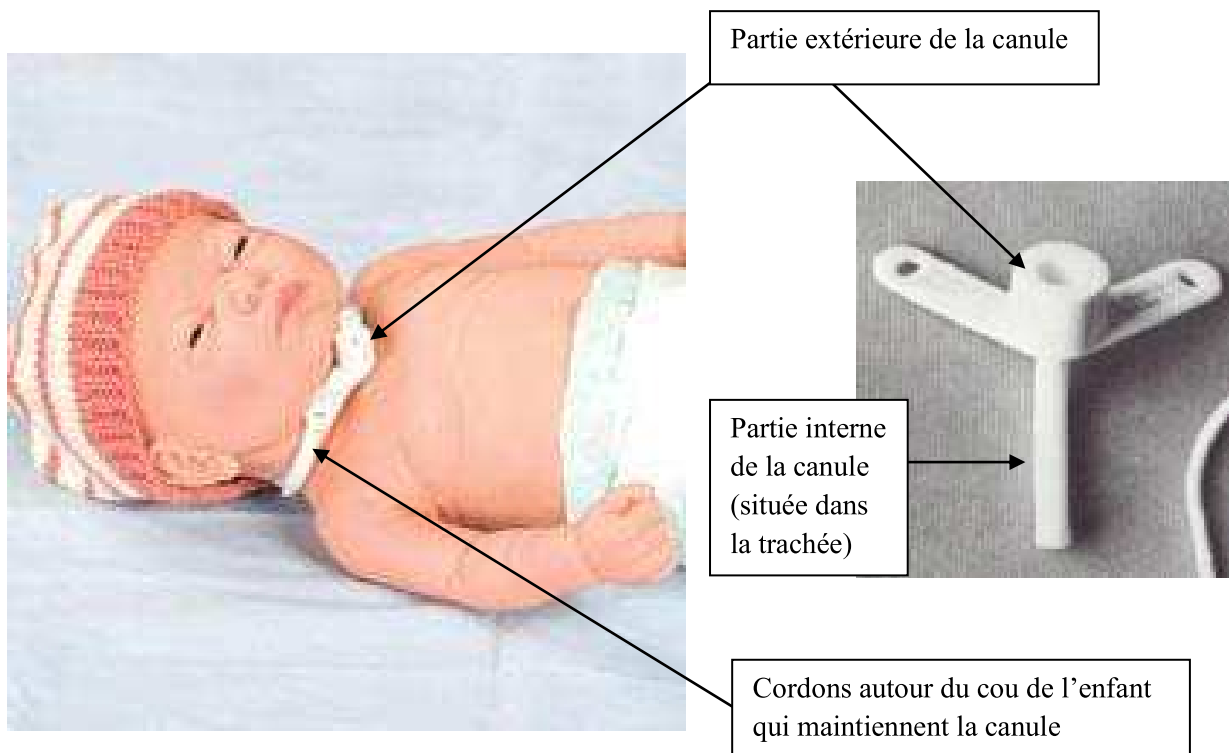 Partie extérieure de la canule
Partie interne
de la canule
(située dans
la trachée)
Cordons autour du cou de l’enfant
qui maintiennent la canule